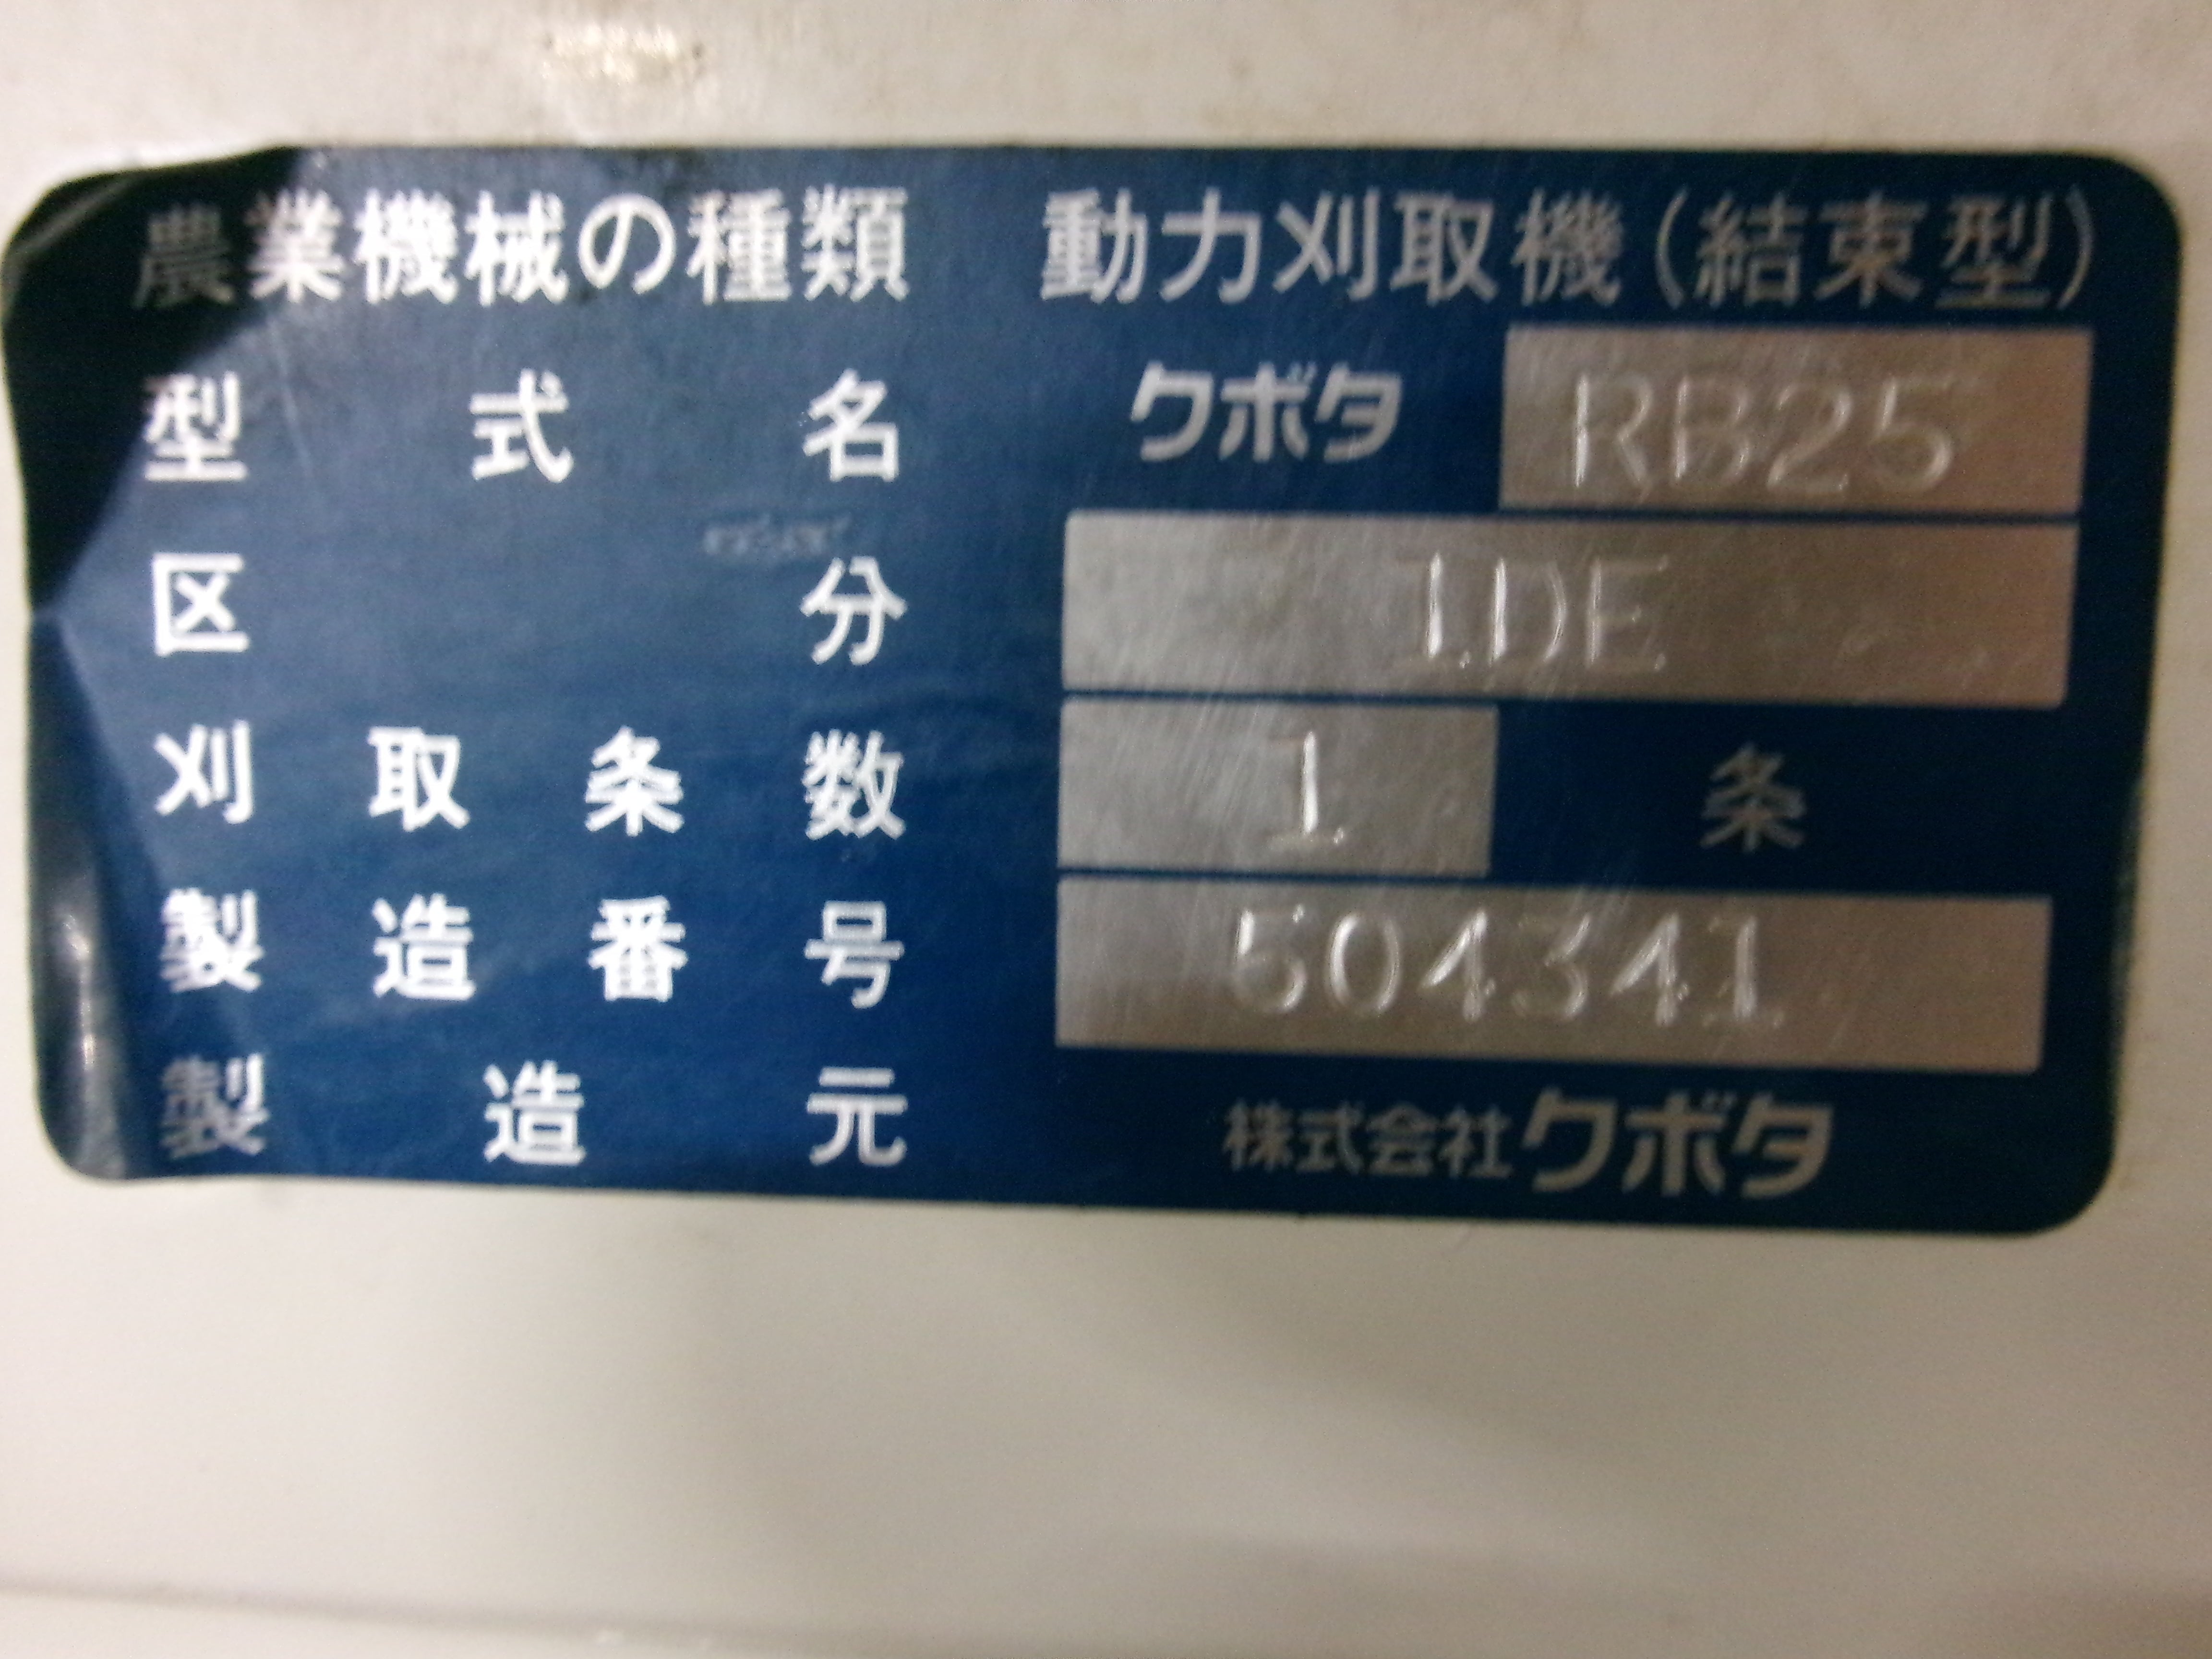 農業機械の種類 動力刈取機(結束型)
型式名 クボタ RB25
区分 1DE
刈取条数 1 条
製造番号 504341
製造元 株式会社クボタ